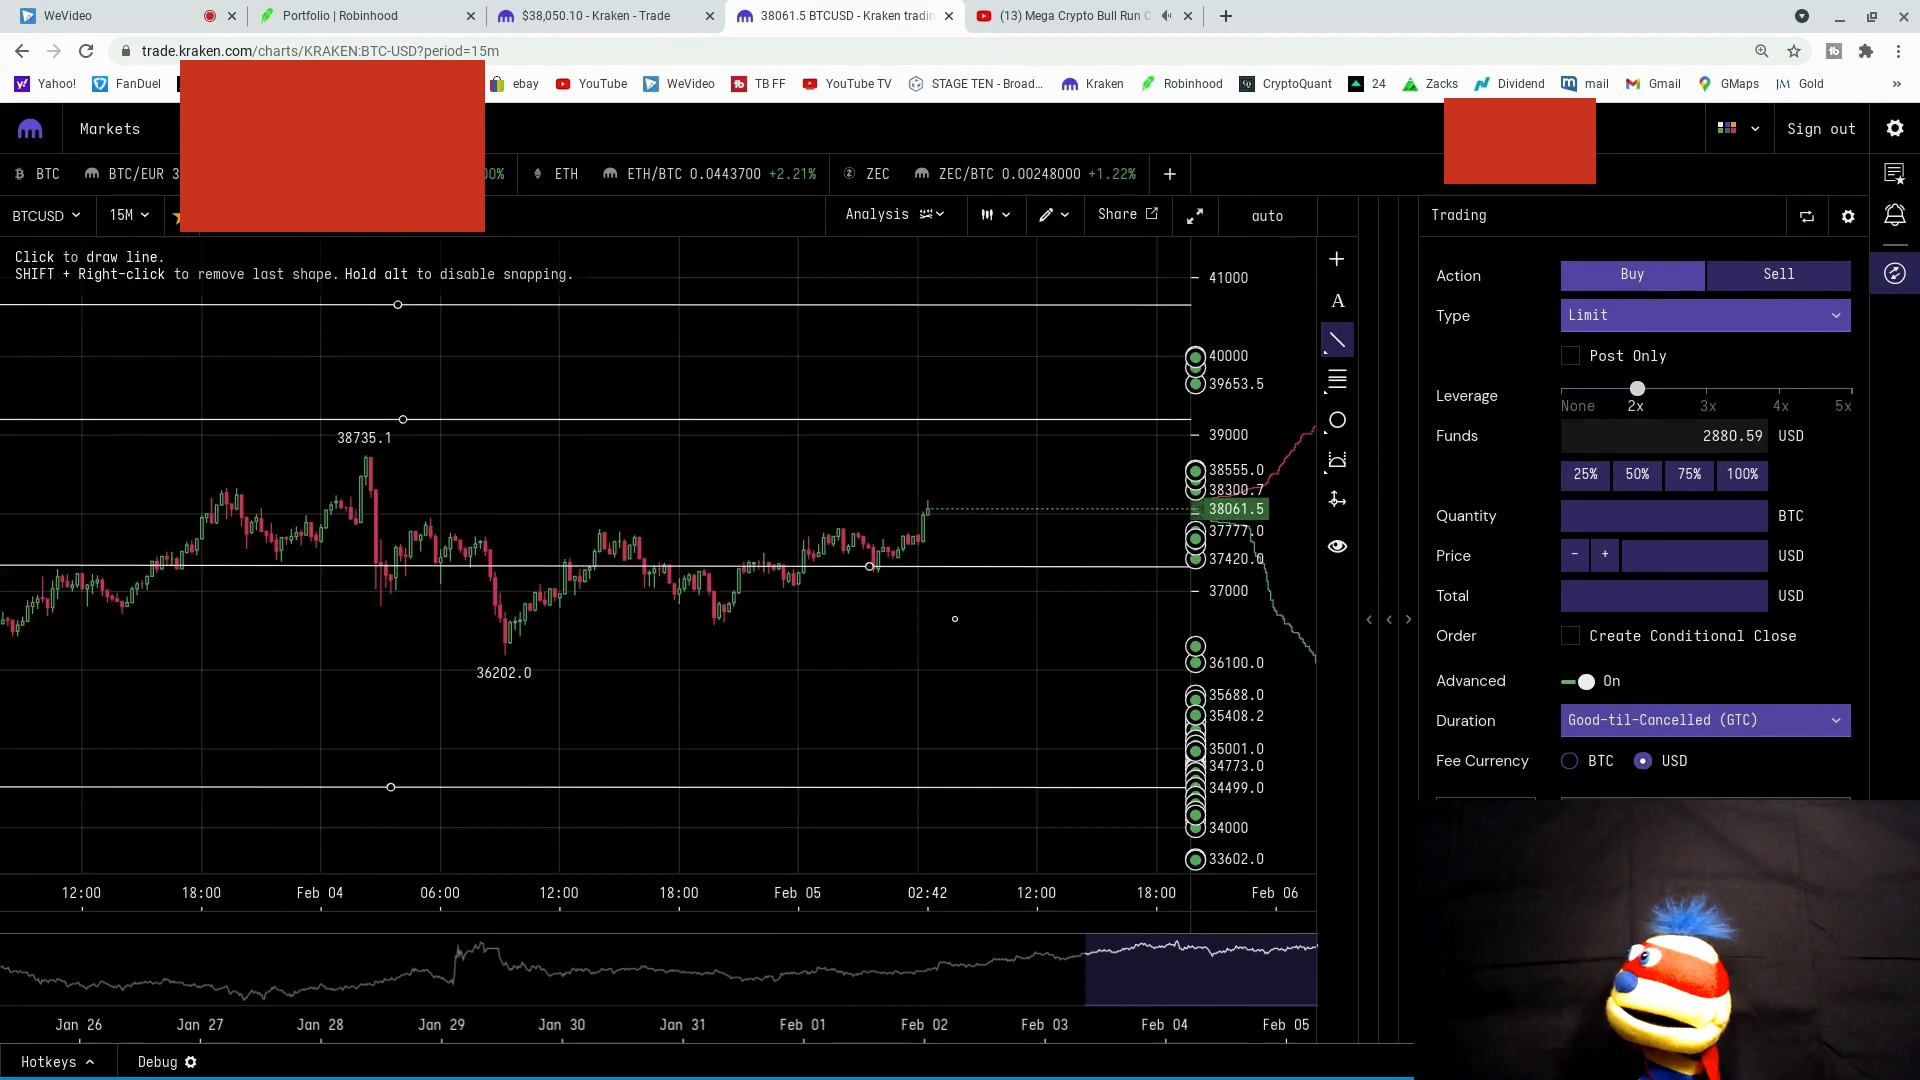 WeVideo
Portfolio | Robinhood
$38,050.10 - Kraken - Trade
38061.5 BTCUSD - Kraken tradin
(13) Mega Crypto Bull Run C
trade.kraken.com/charts/KRAKEN:BTC-USD?period=15m
Yahoo! FanDuel ebay YouTube WeVideo TB FF YouTube TV STAGE TEN - Broad... Kraken Robinhood CryptoQuant 24 Zacks Dividend mail Gmail GMaps JM Gold »
Markets
Sign out
BTC BTC/EUR 3 00% ETH ETH/BTC 0.0443700 +2.21% ZEC ZEC/BTC 0.00248000 +1.22%
BTCUSD 15M Analysis Share auto
Trading
Click to draw line.
SHIFT + Right-click to remove last shape. Hold alt to disable snapping.
41000
40000
39653.5
39000
38735.1
38555.0
38300.7
38061.5
37777.0
37420.0
37000
36100.0
36202.0
35688.0
35408.2
35001.0
34773.0
34499.0
34000
33602.0
Action Buy Sell
Type Limit
Post Only
Leverage
None 2x 3x 4x 5x
Funds 2880.59 USD
25% 50% 75% 100%
Quantity BTC
Price - + USD
Total USD
Order Create Conditional Close
Advanced On
Duration Good-til-Cancelled (GTC)
Fee Currency BTC USD
12:00 18:00 Feb 04 06:00 12:00 18:00 Feb 05 02:42 12:00 18:00 Feb 06
Jan 26 Jan 27 Jan 28 Jan 29 Jan 30 Jan 31 Feb 01 Feb 02 Feb 03 Feb 04 Feb 05
Hotkeys Debug